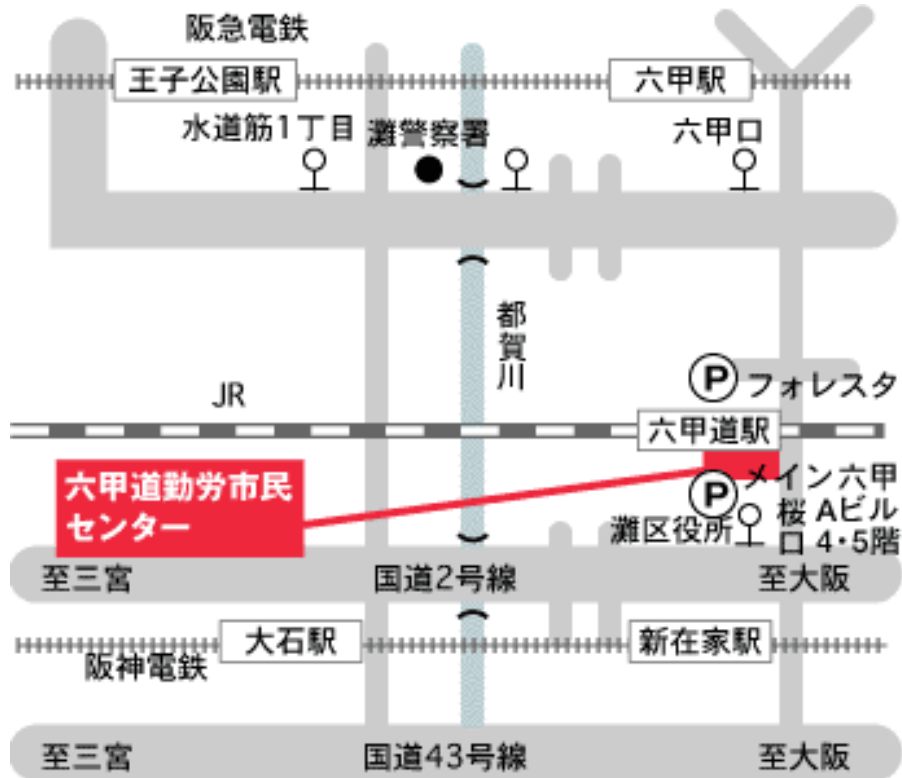 阪急電鉄
王子公園駅
六甲駅
水道筋1丁目
灘警察署
六甲口
都賀川
P
フォレスタ
JR
六甲道駅
六甲道勤労市民
センター
P
メイン六甲
Aビル
4・5階
桜口
灘区役所
至三宮
国道2号線
至大阪
大石駅
新在家駅
阪神電鉄
至三宮
国道43号線
至大阪